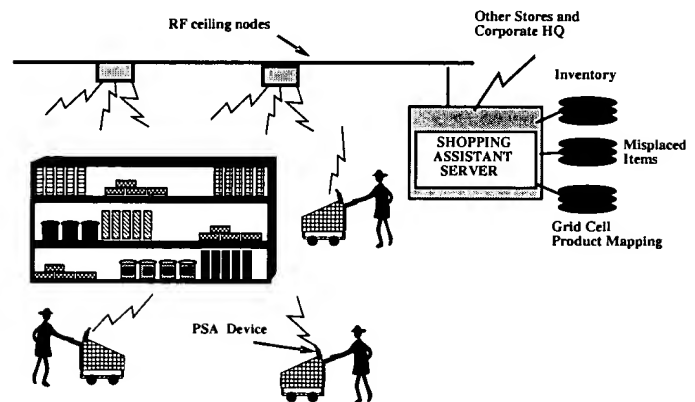 RF ceiling nodes
Other Stores and
Corporate HQ
Inventory
SHOPPING
ASSISTANT
SERVER
Misplaced
Items
Grid Cell
Product Mapping
PSA Device